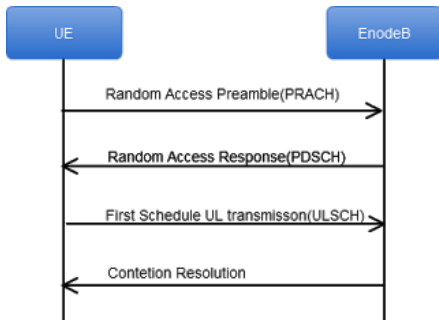 UE
EnodeB
Random Access Preamble(PRACH)
Random Access Response(PDSCH)
First Schedule UL transmisson(ULSCH)
Contetion Resolution